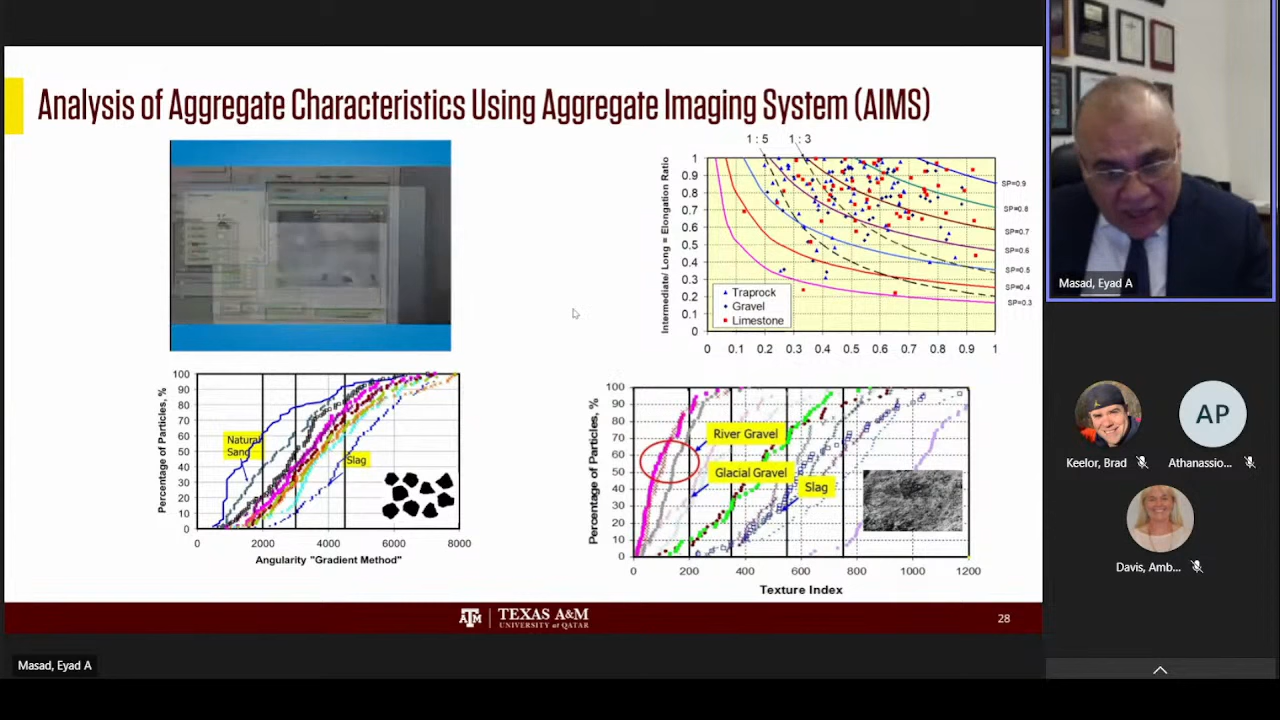 Analysis of Aggregate Characteristics Using Aggregate Imaging System (AIMS)
1 : 5
1 : 3
Intermediate/ Long = Elongation Ratio
1
0.9
0.8
0.7
0.6
0.5
0.4
0.3
0.2
0.1
0
SP=0.9
SP=0.8
SP=0.7
SP=0.6
SP=0.5
SP=0.4
SP=0.3
Traprock
Gravel
Limestone
0 0.1 0.2 0.3 0.4 0.5 0.6 0.7 0.8 0.9 1
Percentage of Particles, %
100
90
80
70
60
50
40
30
20
10
0
Natural
Sand
Slag
0 2000 4000 6000 8000
Angularity "Gradient Method"
Percentage of Particles, %
100
90
80
70
60
50
40
30
20
10
0
River Gravel
Glacial Gravel
Slag
0 200 400 600 800 1000 1200
Texture Index
ATM
TEXAS A&M
UNIVERSITY at QATAR
28
Masad, Eyad A
Masad, Eyad A
AP
Keelor, Brad
Athanassio...
Davis, Amb...